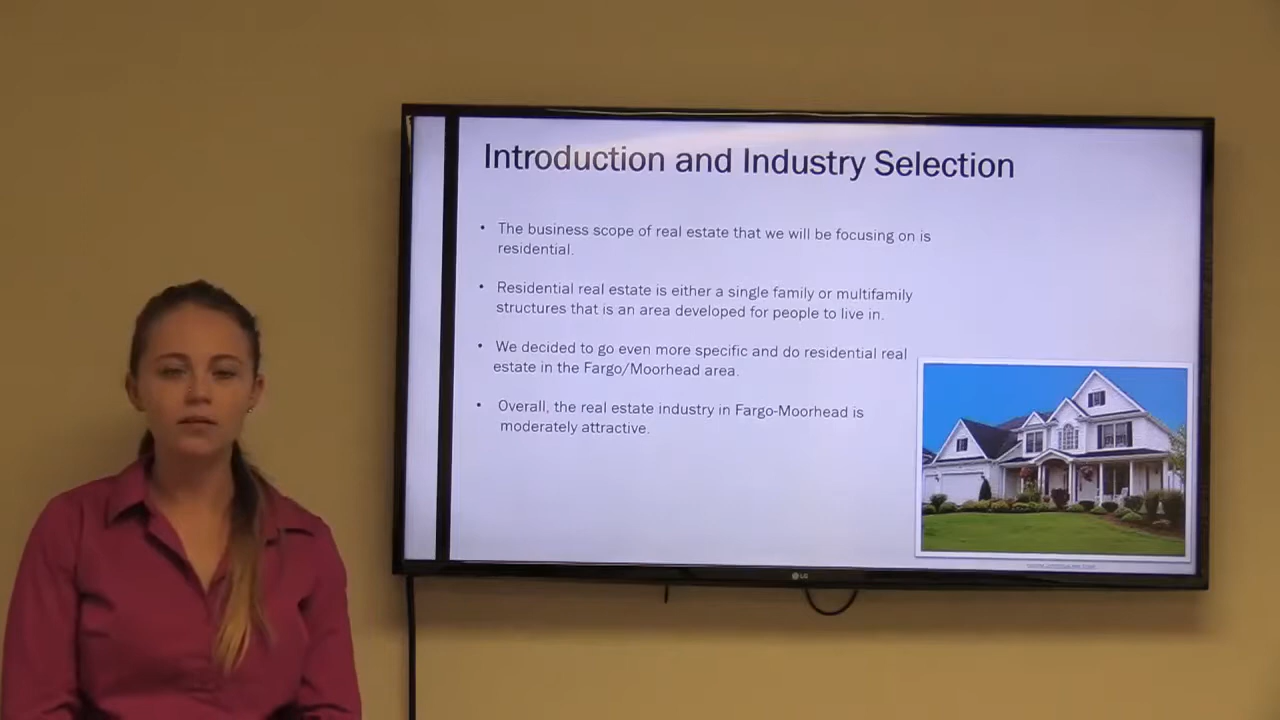 Introduction and Industry Selection
• The business scope of real estate that we will be focusing on is
residential.
• Residential real estate is either a single family or multifamily
structures that is an area developed for people to live in.
• We decided to go even more specific and do residential real
estate in the Fargo/Moorhead area.
• Overall, the real estate industry in Fargo-Moorhead is
moderately attractive.
LG